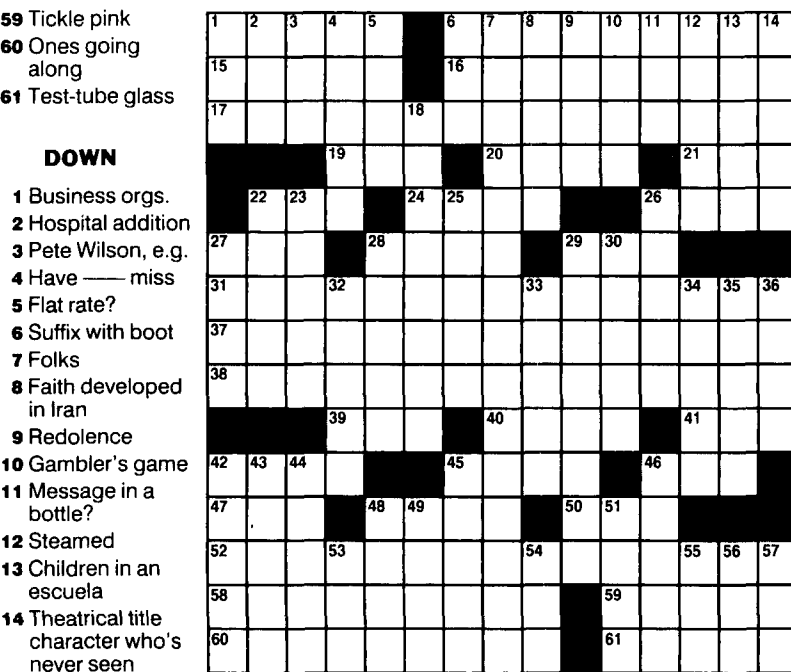 59 Tickle pink
60 Ones going
along
61 Test-tube glass
DOWN
1 Business orgs.
2 Hospital addition
3 Pete Wilson, e.g.
4 Have —— miss
5 Flat rate?
6 Suffix with boot
7 Folks
8 Faith developed
in Iran
9 Redolence
10 Gambler's game
11 Message in a
bottle?
12 Steamed
13 Children in an
escuela
14 Theatrical title
character who's
never seen
1 2 3 4 5 6 7 8 9 10 11 12 13 14
15 16
17 18
19 20 21
22 23 24 25 26
27 28 29 30
31 32 33 34 35 36
37
38
39 40 41
42 43 44 45 46
47 48 49 50 51
52 53 54 55 56 57
58 59
60 61